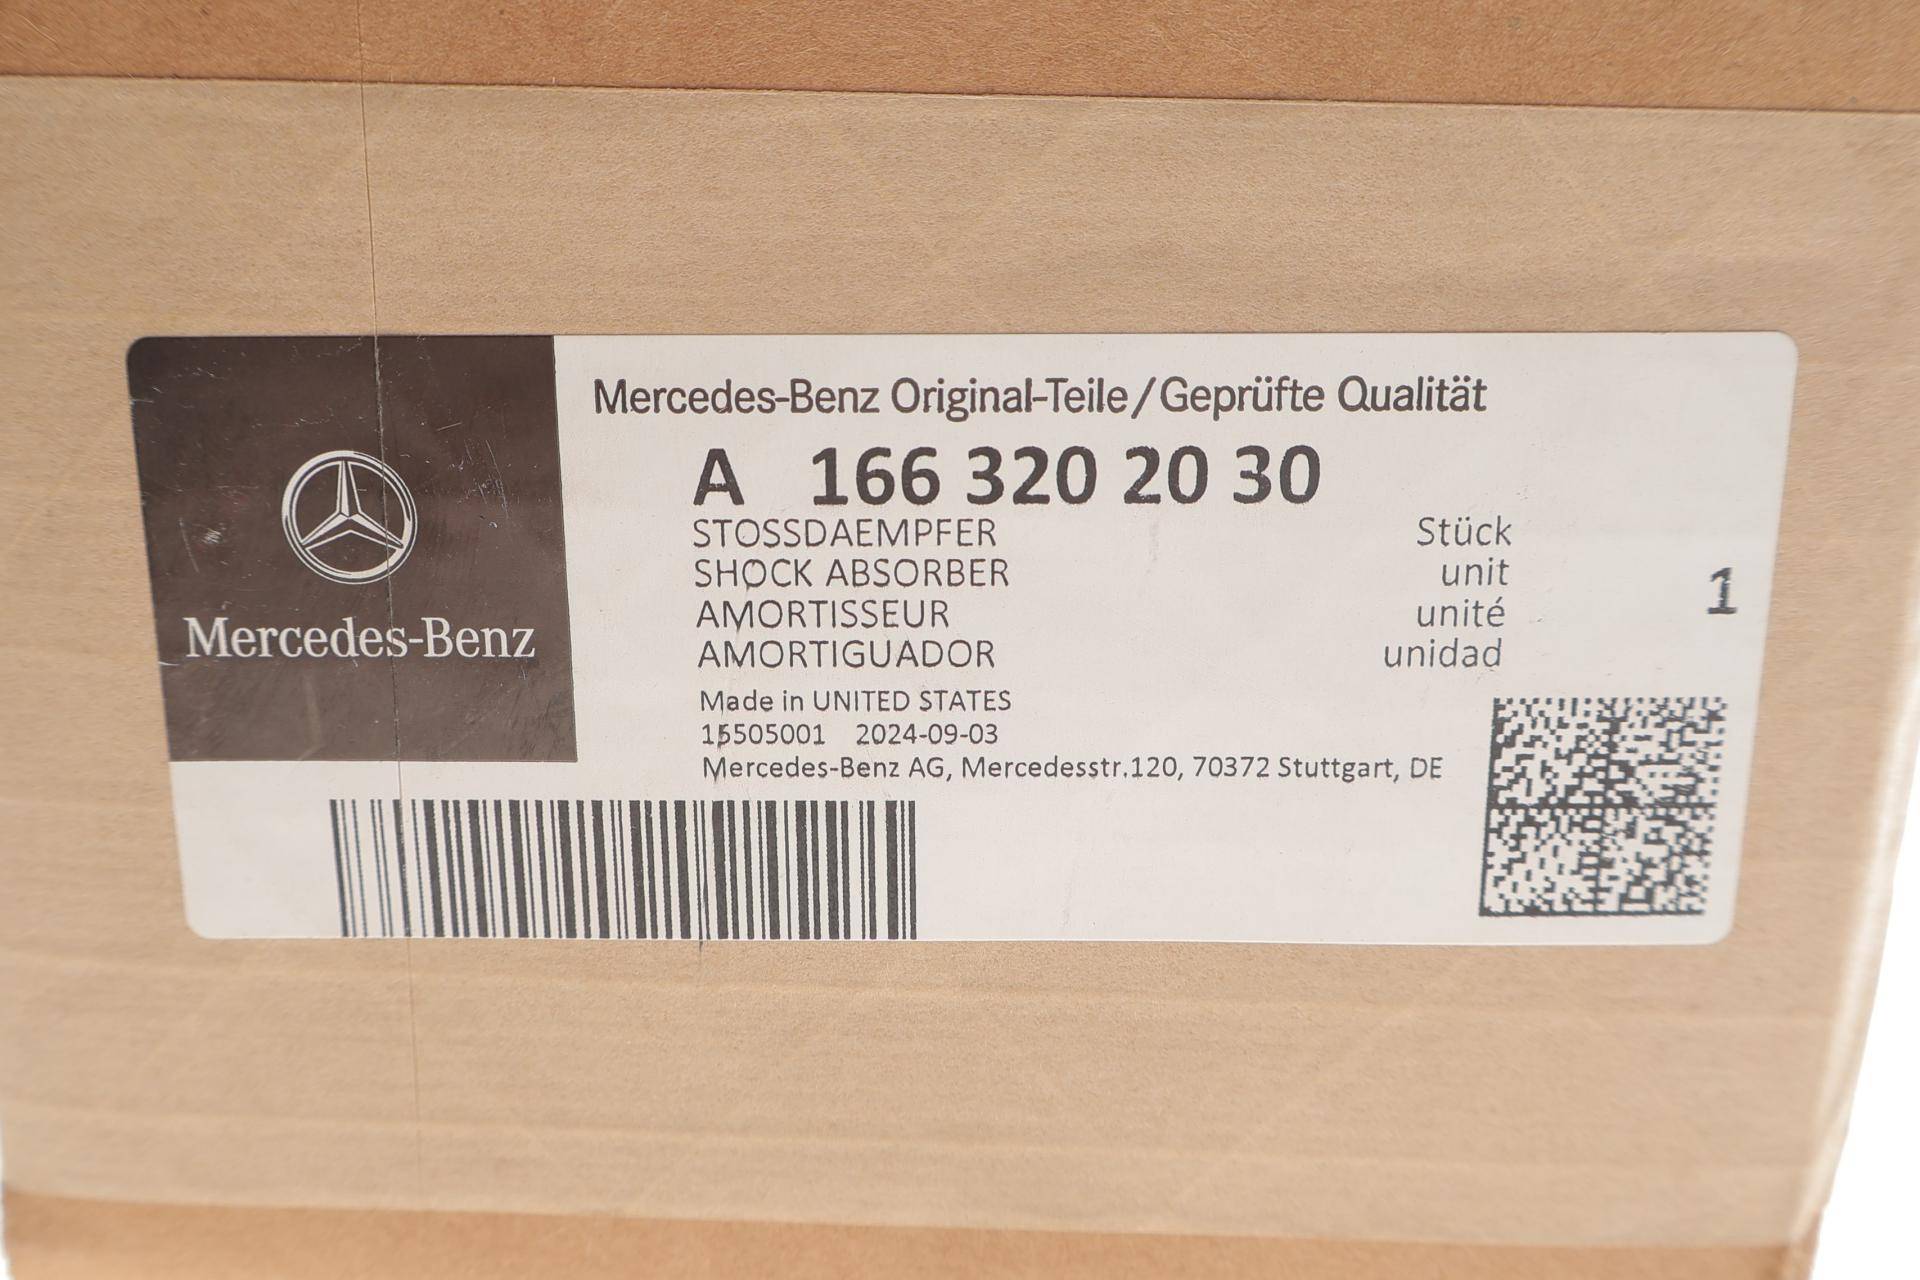 Mercedes-Benz
Mercedes-Benz Original-Teile/Geprüfte Qualität
A 166 320 20 30
STOSSDAEMPFER Stück
SHOCK ABSORBER unit
AMORTISSEUR unité
AMORTIGUADOR unidad
1
Made in UNITED STATES
15505001 2024-09-03
Mercedes-Benz AG, Mercedesstr.120, 70372 Stuttgart, DE